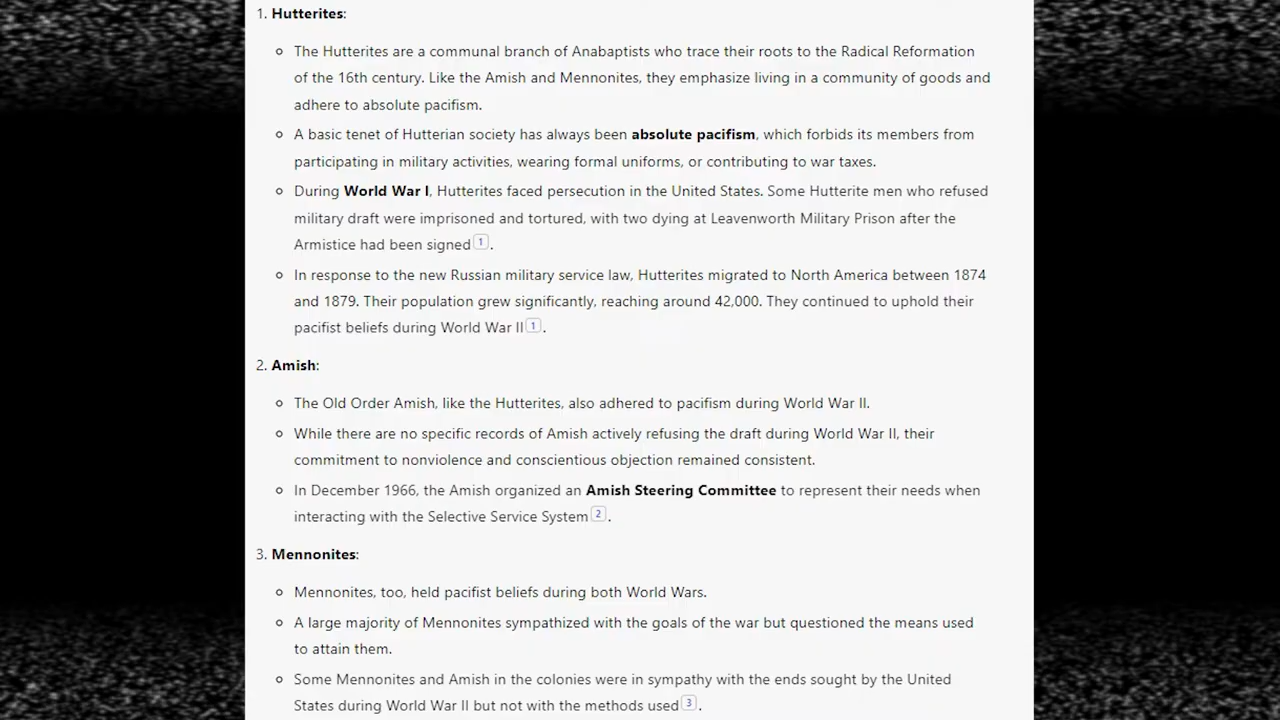 1. Hutterites:
The Hutterites are a communal branch of Anabaptists who trace their roots to the Radical Reformation
of the 16th century. Like the Amish and Mennonites, they emphasize living in a community of goods and
adhere to absolute pacifism.
A basic tenet of Hutterian society has always been absolute pacifism, which forbids its members from
participating in military activities, wearing formal uniforms, or contributing to war taxes.
During World War I, Hutterites faced persecution in the United States. Some Hutterite men who refused
military draft were imprisoned and tortured, with two dying at Leavenworth Military Prison after the
Armistice had been signed 1 .
In response to the new Russian military service law, Hutterites migrated to North America between 1874
and 1879. Their population grew significantly, reaching around 42,000. They continued to uphold their
pacifist beliefs during World War II 1 .
2. Amish:
The Old Order Amish, like the Hutterites, also adhered to pacifism during World War II.
While there are no specific records of Amish actively refusing the draft during World War II, their
commitment to nonviolence and conscientious objection remained consistent.
In December 1966, the Amish organized an Amish Steering Committee to represent their needs when
interacting with the Selective Service System 2 .
3. Mennonites:
Mennonites, too, held pacifist beliefs during both World Wars.
A large majority of Mennonites sympathized with the goals of the war but questioned the means used
to attain them.
Some Mennonites and Amish in the colonies were in sympathy with the ends sought by the United
States during World War II but not with the methods used 3 .